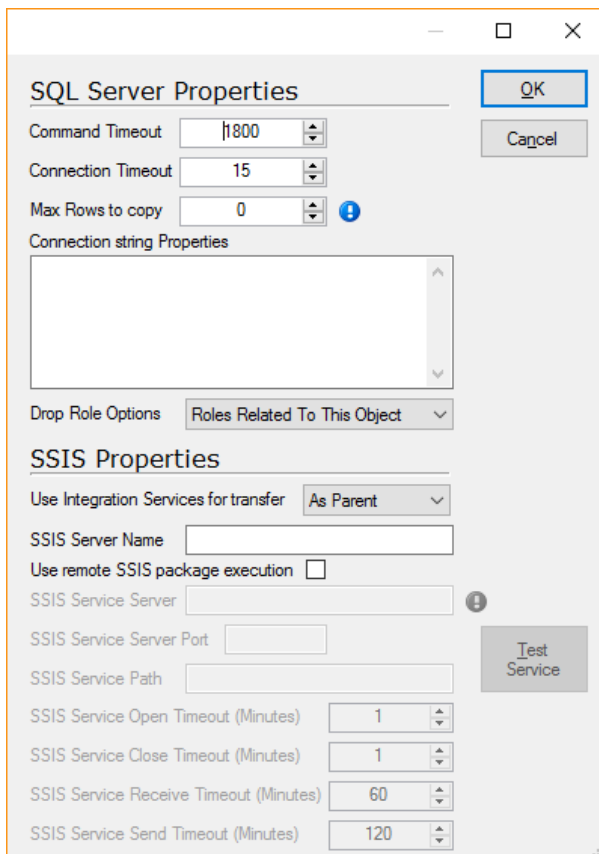 SQL Server Properties
OK
Command Timeout 1800
Cancel
Connection Timeout 15
Max Rows to copy 0
Connection string Properties
Drop Role Options Roles Related To This Object
SSIS Properties
Use Integration Services for transfer As Parent
SSIS Server Name
Use remote SSIS package execution
SSIS Service Server
SSIS Service Server Port
Test
Service
SSIS Service Path
SSIS Service Open Timeout (Minutes) 1
SSIS Service Close Timeout (Minutes) 1
SSIS Service Receive Timeout (Minutes) 60
SSIS Service Send Timeout (Minutes) 120